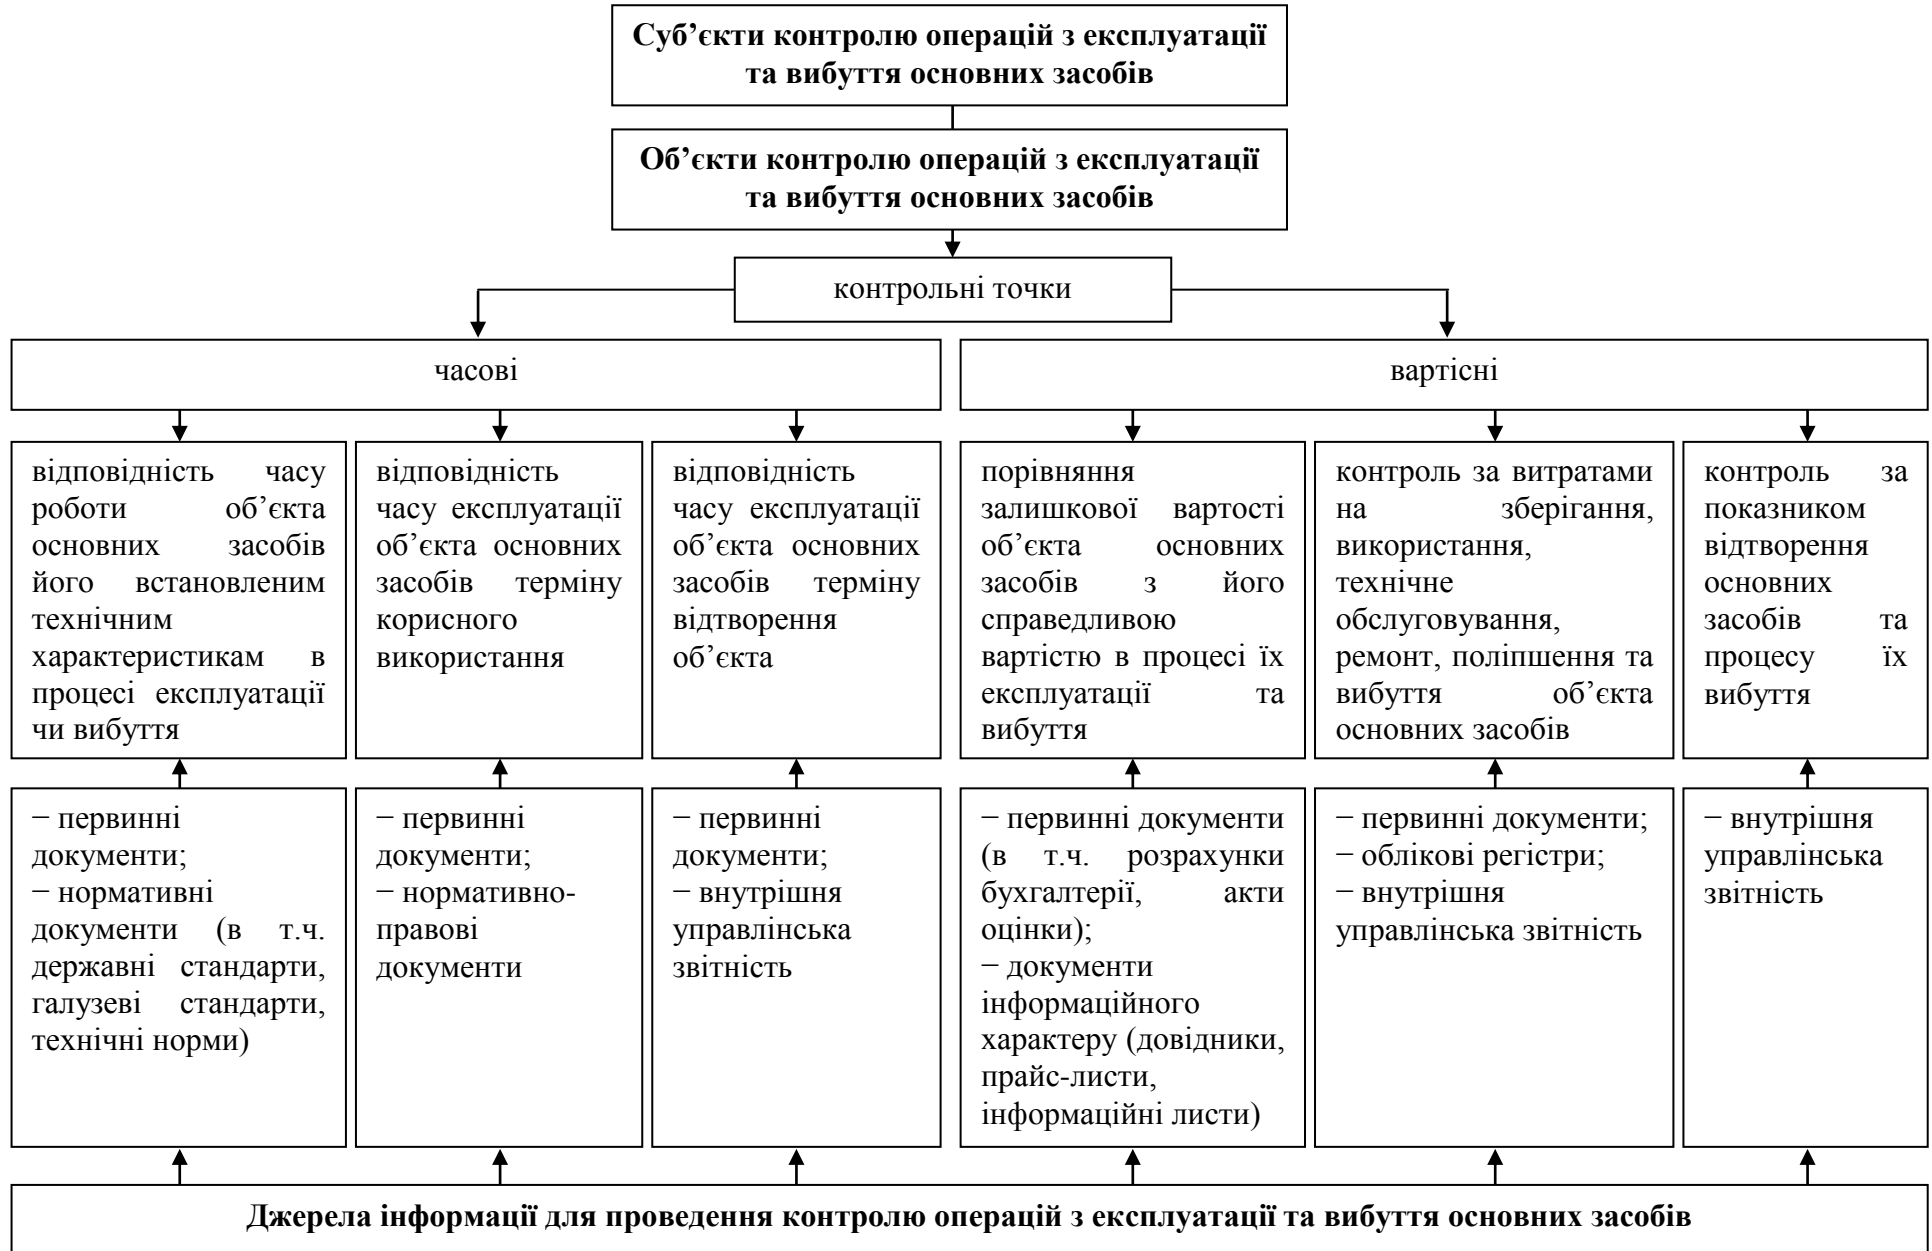 Суб’єкти контролю операцій з експлуатації
та вибуття основних засобів
Об’єкти контролю операцій з експлуатації
та вибуття основних засобів
контрольні точки
часові
вартісні
відповідність часу
роботи об’єкта
основних засобів
його встановленим
технічним
характеристикам в
процесі експлуатації
чи вибуття
відповідність
часу експлуатації
об’єкта основних
засобів терміну
корисного
використання
відповідність
часу експлуатації
об’єкта основних
засобів терміну
відтворення
об’єкта
порівняння
залишкової вартості
об’єкта основних
засобів з його
справедливою
вартістю в процесі їх
експлуатації та
вибуття
контроль за витратами
на зберігання,
використання,
технічне
обслуговування,
ремонт, поліпшення та
вибуття об’єкта
основних засобів
контроль за
показником
відтворення
основних
засобів та
процесу їх
вибуття
− первинні
документи;
− нормативні
документи (в т.ч.
державні стандарти,
галузеві стандарти,
технічні норми)
− первинні
документи;
− нормативно-
правові
документи
− первинні
документи;
− внутрішня
управлінська
звітність
− первинні документи
(в т.ч. розрахунки
бухгалтерії, акти
оцінки);
− документи
інформаційного
характеру (довідники,
прайс-листи,
інформаційні листи)
− первинні документи;
− облікові регістри;
− внутрішня
управлінська звітність
− внутрішня
управлінська
звітність
Джерела інформації для проведення контролю операцій з експлуатації та вибуття основних засобів